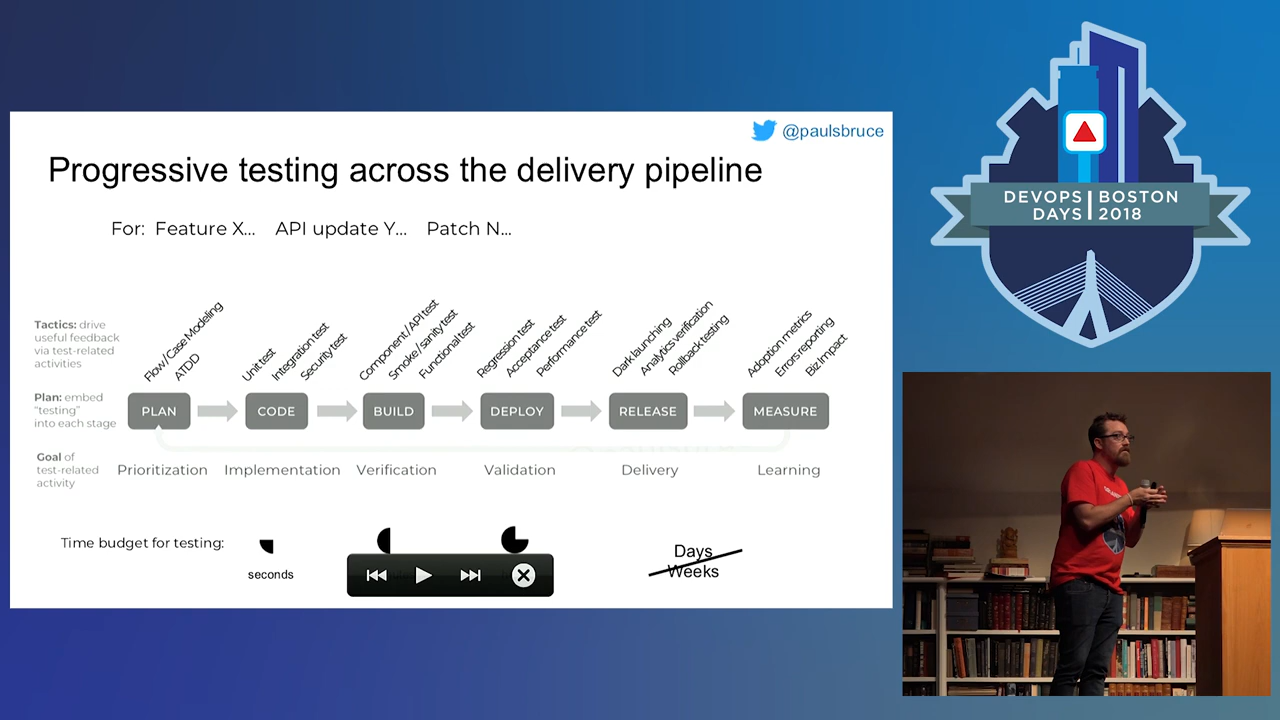 @paulsbruce
Progressive testing across the delivery pipeline
For: Feature X... API update Y... Patch N...
Tactics: drive
useful feedback
via test-related
activities
Flow / Case Modeling
ATDD
Unit test
Integration test
Security test
Component / API test
Smoke / sanity test
Functional test
Regression test
Acceptance test
Performance test
Dark launching
Analytics verification
Rollback testing
Adoption metrics
Errors reporting
Biz Impact
Plan: embed
"testing"
into each stage
PLAN
CODE
BUILD
DEPLOY
RELEASE
MEASURE
Goal of
test-related
activity
Prioritization
Implementation
Verification
Validation
Delivery
Learning
Time budget for testing:
seconds
Days
Weeks
DEVOPS
DAYS
BOSTON
2018